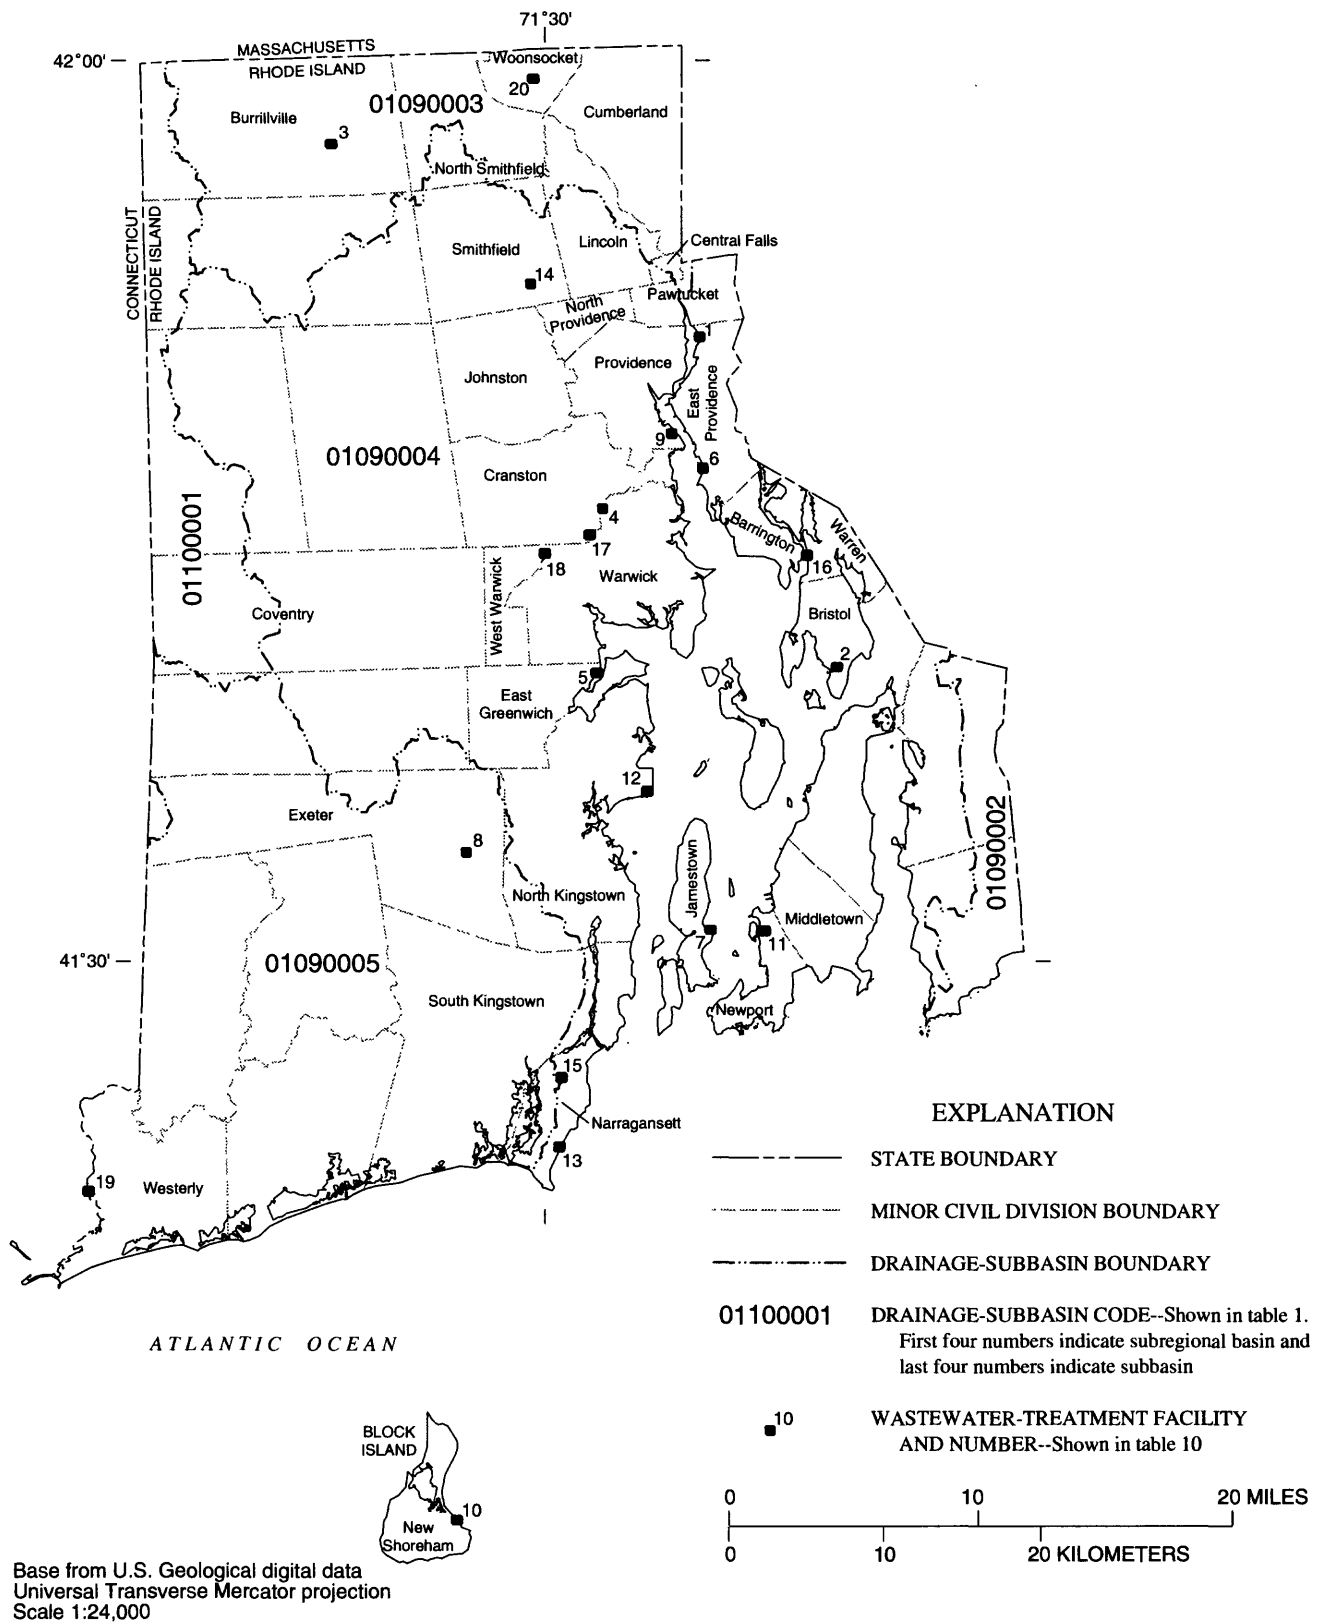 71°30'
42°00'
MASSACHUSETTS
RHODE ISLAND
Woonsocket
20
01090003
Cumberland
Burrillville
3
North Smithfield
CONNECTICUT
RHODE ISLAND
Smithfield
Lincoln
Central Falls
14
Pawtucket
North
Providence
1
Providence
Johnston
East
Providence
9
01090004
6
Cranston
4
Barrington
Warren
01100001
17
18
16
West Warwick
Warwick
Coventry
Bristol
2
5
East
Greenwich
12
Exeter
01090002
8
Jamestown
North Kingstown
Middletown
7
11
41°30'
01090005
South Kingstown
Newport
15
Narragansett
13
19
Westerly
EXPLANATION
STATE BOUNDARY
MINOR CIVIL DIVISION BOUNDARY
DRAINAGE-SUBBASIN BOUNDARY
01100001
DRAINAGE-SUBBASIN CODE--Shown in table 1.
First four numbers indicate subregional basin and
last four numbers indicate subbasin
10
WASTEWATER-TREATMENT FACILITY
AND NUMBER--Shown in table 10
ATLANTIC OCEAN
BLOCK
ISLAND
10
New
Shoreham
0 10 20 MILES
0 10 20 KILOMETERS
Base from U.S. Geological digital data
Universal Transverse Mercator projection
Scale 1:24,000